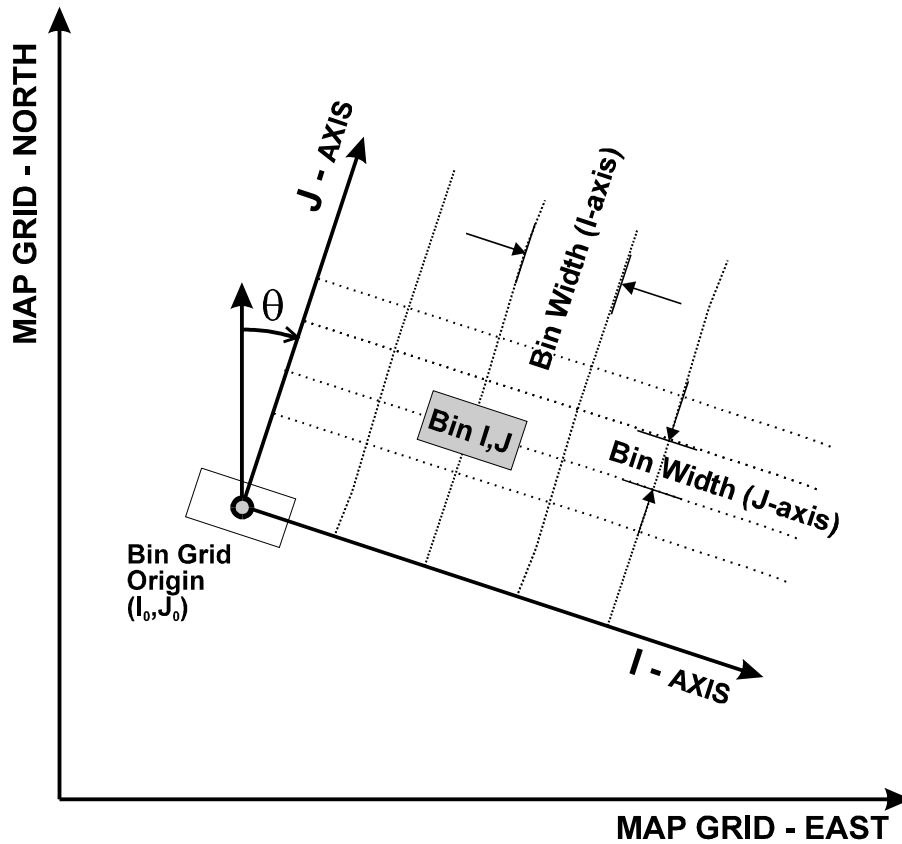 MAP GRID - NORTH
J - AXIS
θ
Bin Width (I-axis)
Bin I,J
Bin Width (J-axis)
Bin Grid
Origin
(I₀,J₀)
I - AXIS
MAP GRID - EAST